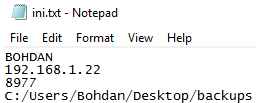 ini.txt - Notepad
File Edit Format View Help
BOHDAN
192.168.1.22
8977
C:/Users/Bohdan/Desktop/backups